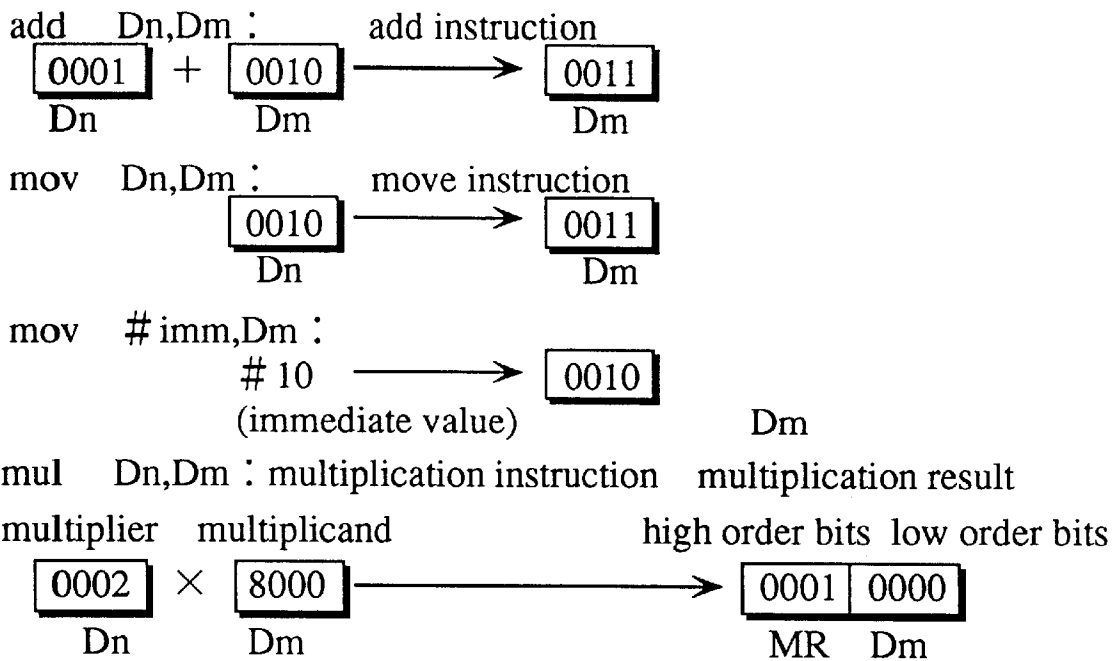 add Dn,Dm : add instruction
0001 + 0010 0011
Dn Dm Dm
mov Dn,Dm : move instruction
0010 0011
Dn Dm
mov # imm,Dm :
# 10 0010
(immediate value) Dm
mul Dn,Dm : multiplication instruction multiplication result
multiplier multiplicand high order bits low order bits
0002 × 8000 0001 0000
Dn Dm MR Dm